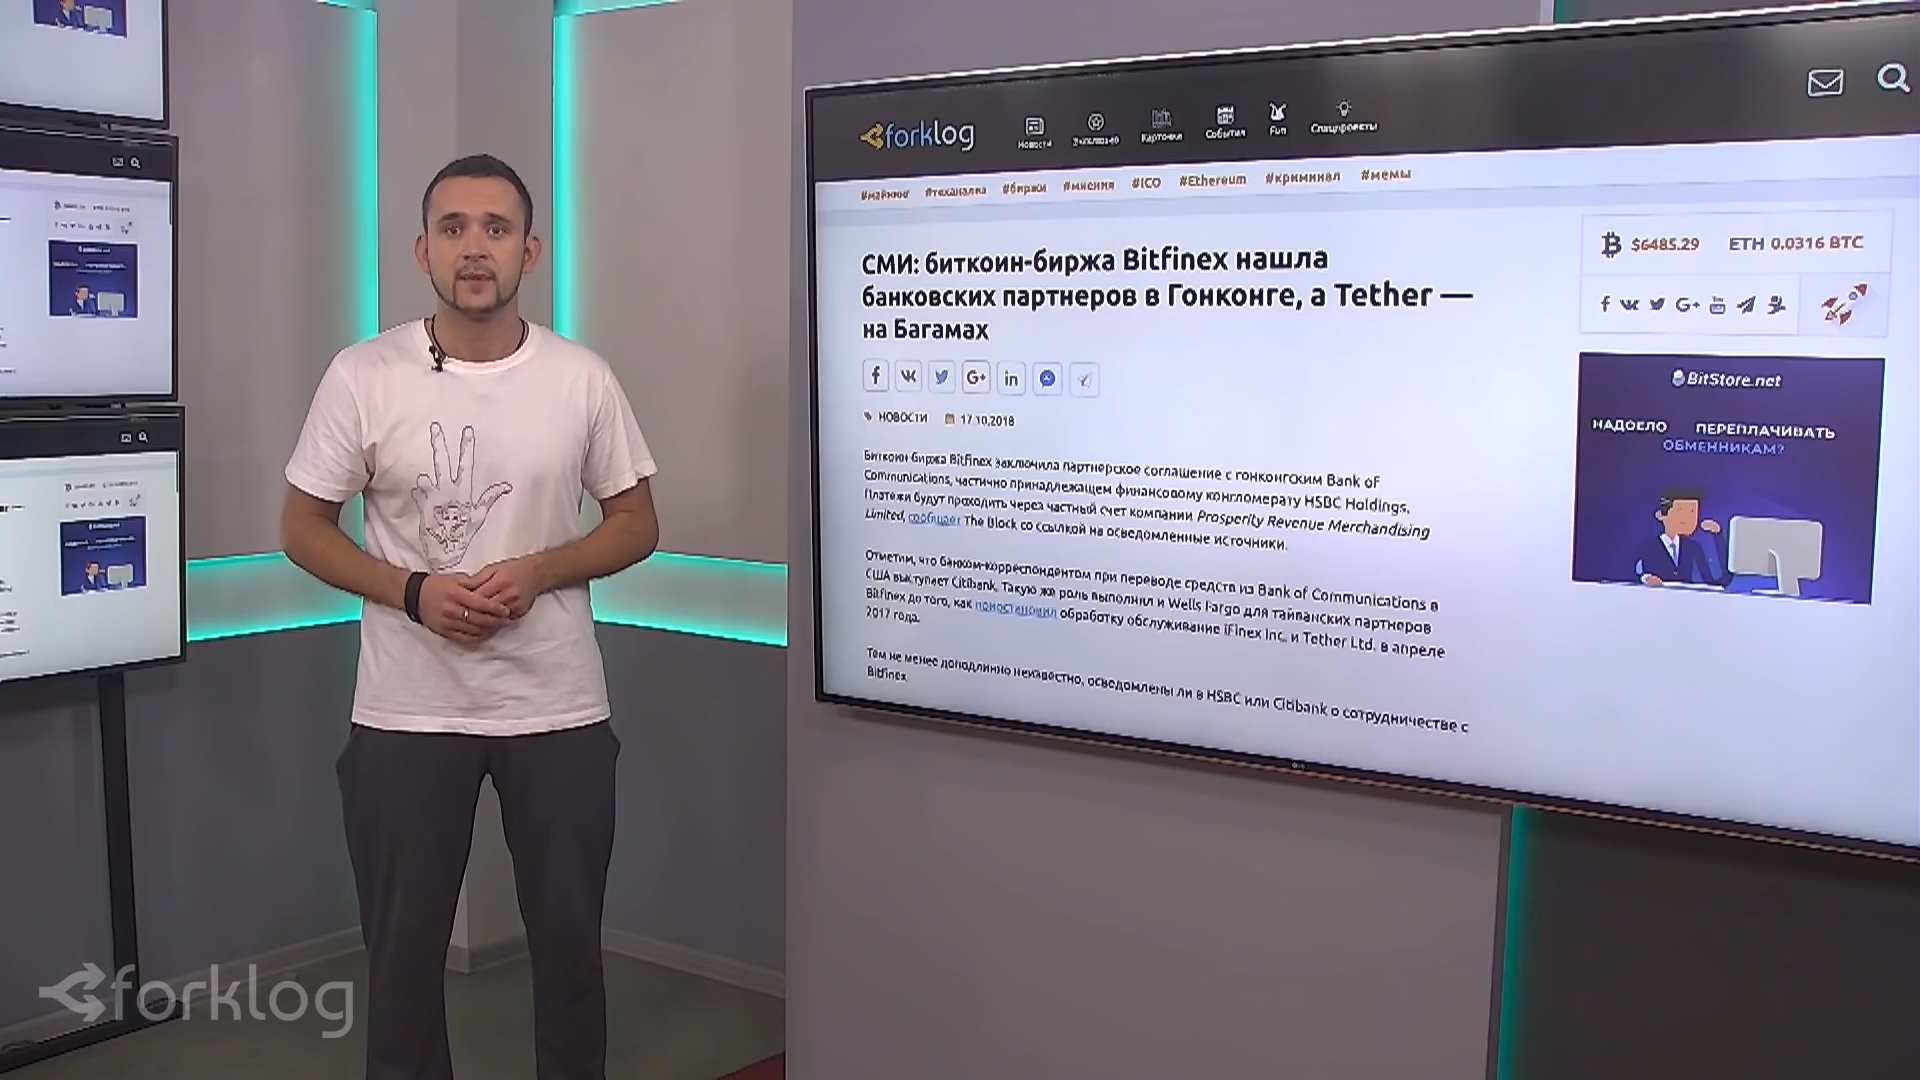 forklog
Новости
Эксклюзив
Карточки
События
Fun
Спецпроекты
#майнинг #теханализ #биржи #мнения #ICO #Ethereum #криминал #мемы
СМИ: биткоин-биржа Bitfinex нашла
банковских партнеров в Гонконге, а Tether —
на Багамах
НОВОСТИ 17.10.2018
Биткоин-биржа Bitfinex заключила партнерское соглашение с гонконгским Bank of
Communications, частично принадлежащем финансовому конгломерату HSBC Holdings.
Платежи будут проходить через частный счет компании Prosperity Revenue Merchandising
Limited, сообщает The Block со ссылкой на осведомленные источники.
Отметим, что банком-корреспондентом при переводе средств из Bank of Communications в
США выступает Citibank. Такую же роль выполнял и Wells Fargo для тайванских партнеров
Bitfinex до того, как приостановил обработку обслуживание iFinex Inc. и Tether Ltd. в апреле
2017 года.
Тем не менее доподлинно неизвестно, осведомлены ли в HSBC или Citibank о сотрудничестве с
Bitfinex.
$6485.29 ETH 0.0316 BTC
BitStore.net
НАДОЕЛО ПЕРЕПЛАЧИВАТЬ
ОБМЕННИКАМ?
forklog